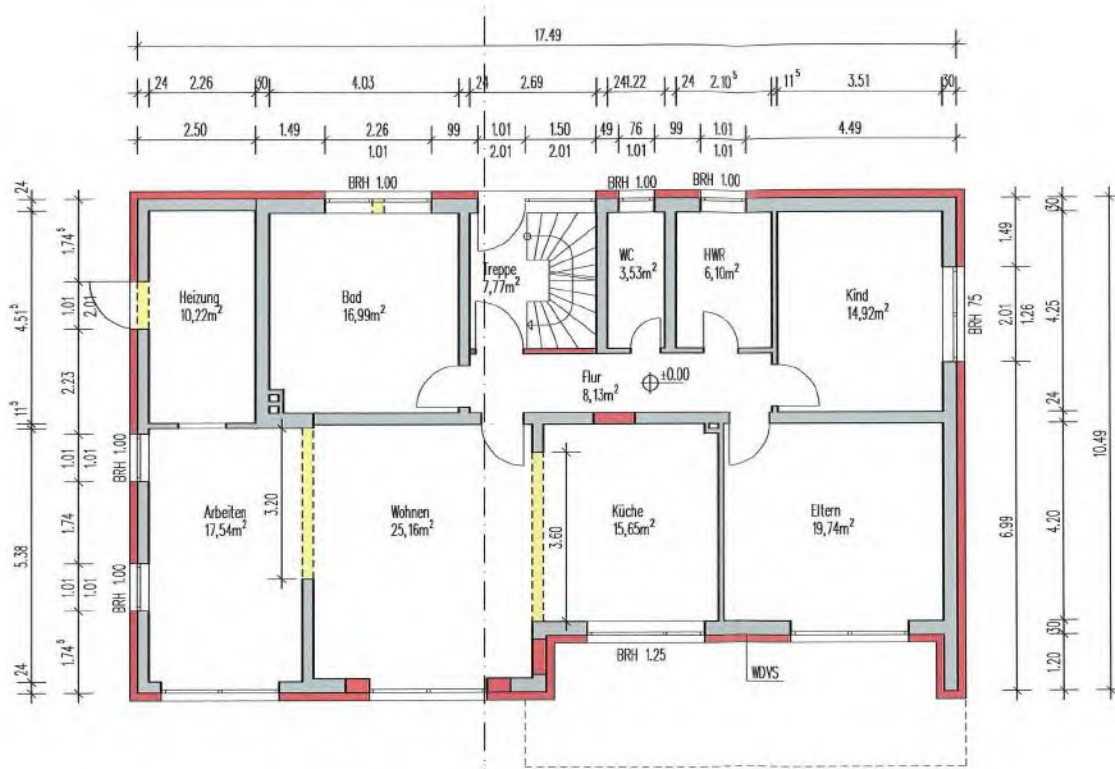 17.49
24 2.26 30 4.03 24 2.69 24 1.22 24 2.10⁵ 11⁵ 3.51 30
2.50 1.49 2.26 99 1.01 1.50 49 76 99 1.01 4.49
1.01 2.01 2.01 1.01 1.01
BRH 1.00 BRH 1.00 BRH 1.00
24
4.51⁵
11⁵
5.38
24
1.74⁵
1.01
2.01
2.23
1.01
1.01
1.74
1.01
1.01
1.74⁵
BRH 1.00
BRH 1.00
Heizung
10,22m²
Bad
16,99m²
Treppe
7,77m²
WC
3,53m²
HWR
6,10m²
Kind
14,92m²
Flur
8,13m²
±0.00
Arbeiten
17,54m²
3.20
Wohnen
25,16m²
3.60
Küche
15,65m²
Eltern
19,74m²
BRH 1.25
WDVS
BRH 75
1.49
2.01
1.26
6.99
30
4.25
24
4.20
30
1.20
10.49